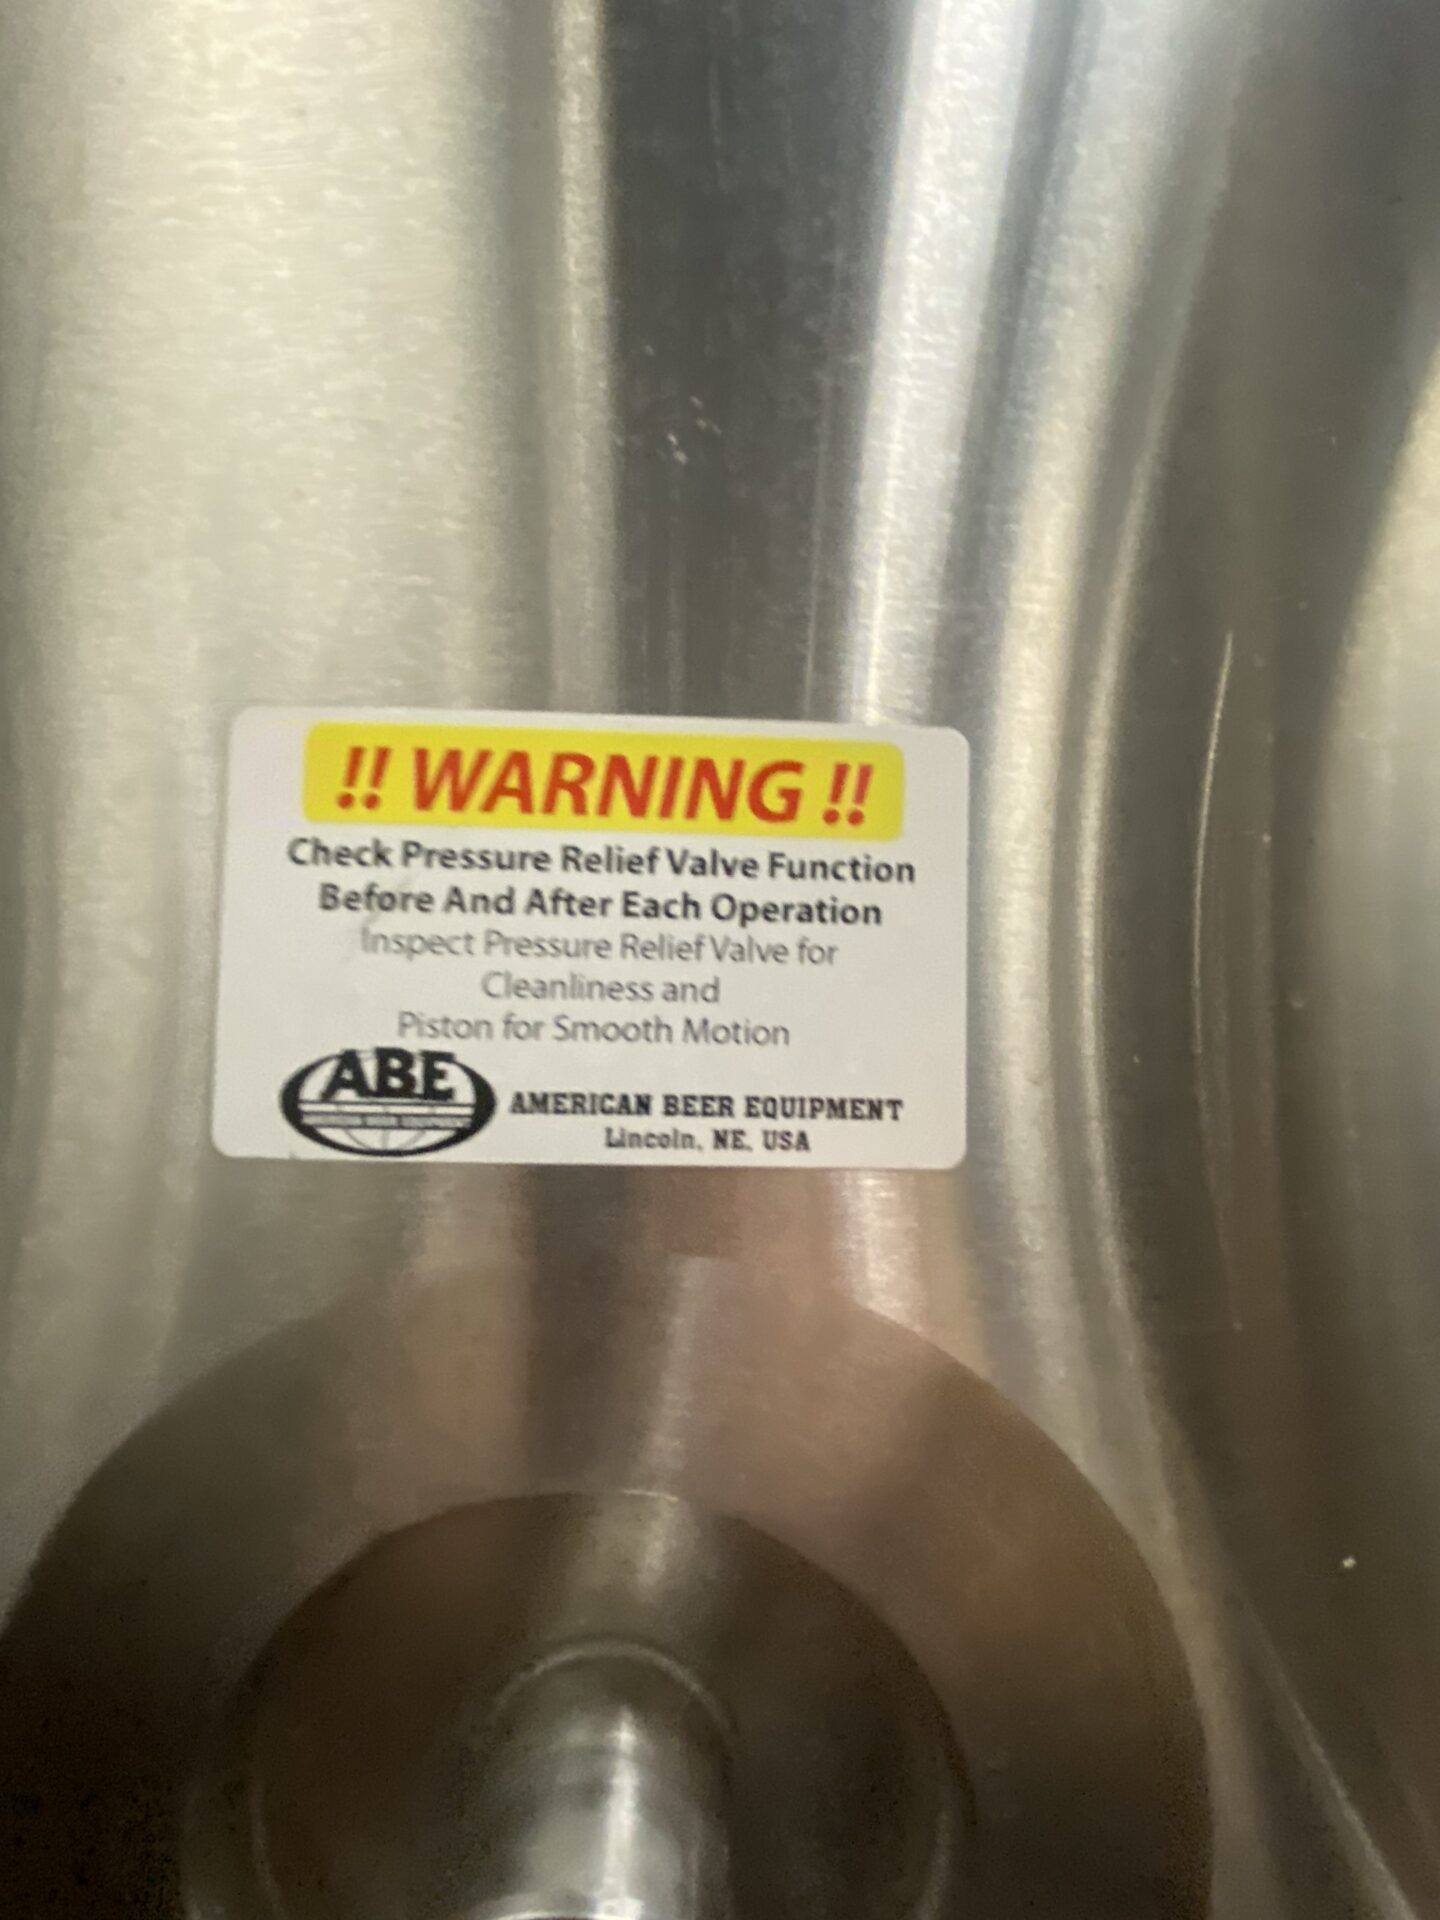 !! WARNING !!
Check Pressure Relief Valve Function
Before And After Each Operation
Inspect Pressure Relief Valve for
Cleanliness and
Piston for Smooth Motion
ABE
AMERICAN BEER EQUIPMENT
Lincoln, NE, USA